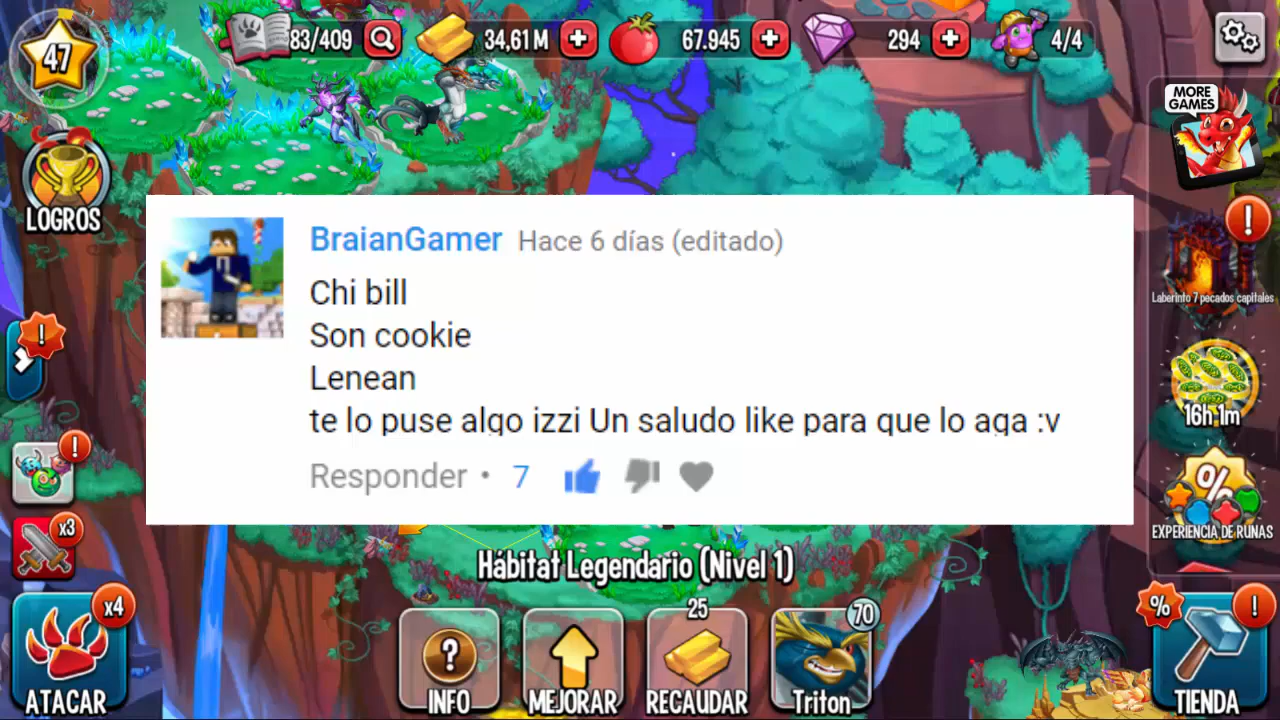 47
83/409
34,61 M
67.945
294
4/4
MORE
GAMES
LOGROS
BraianGamer Hace 6 días (editado)
Chi bill
Son cookie
Lenean
te lo puse algo izzi Un saludo like para que lo aga :v
Responder • 7
!
Laberinto 7 pecados capitales
!
16h 1m
!
x3
%
EXPERIENCIA DE RUNAS
Hábitat Legendario (Nivel 1)
x4
ATACAR
?
INFO
MEJORAR
25
RECAUDAR
70
Triton
%
!
TIENDA